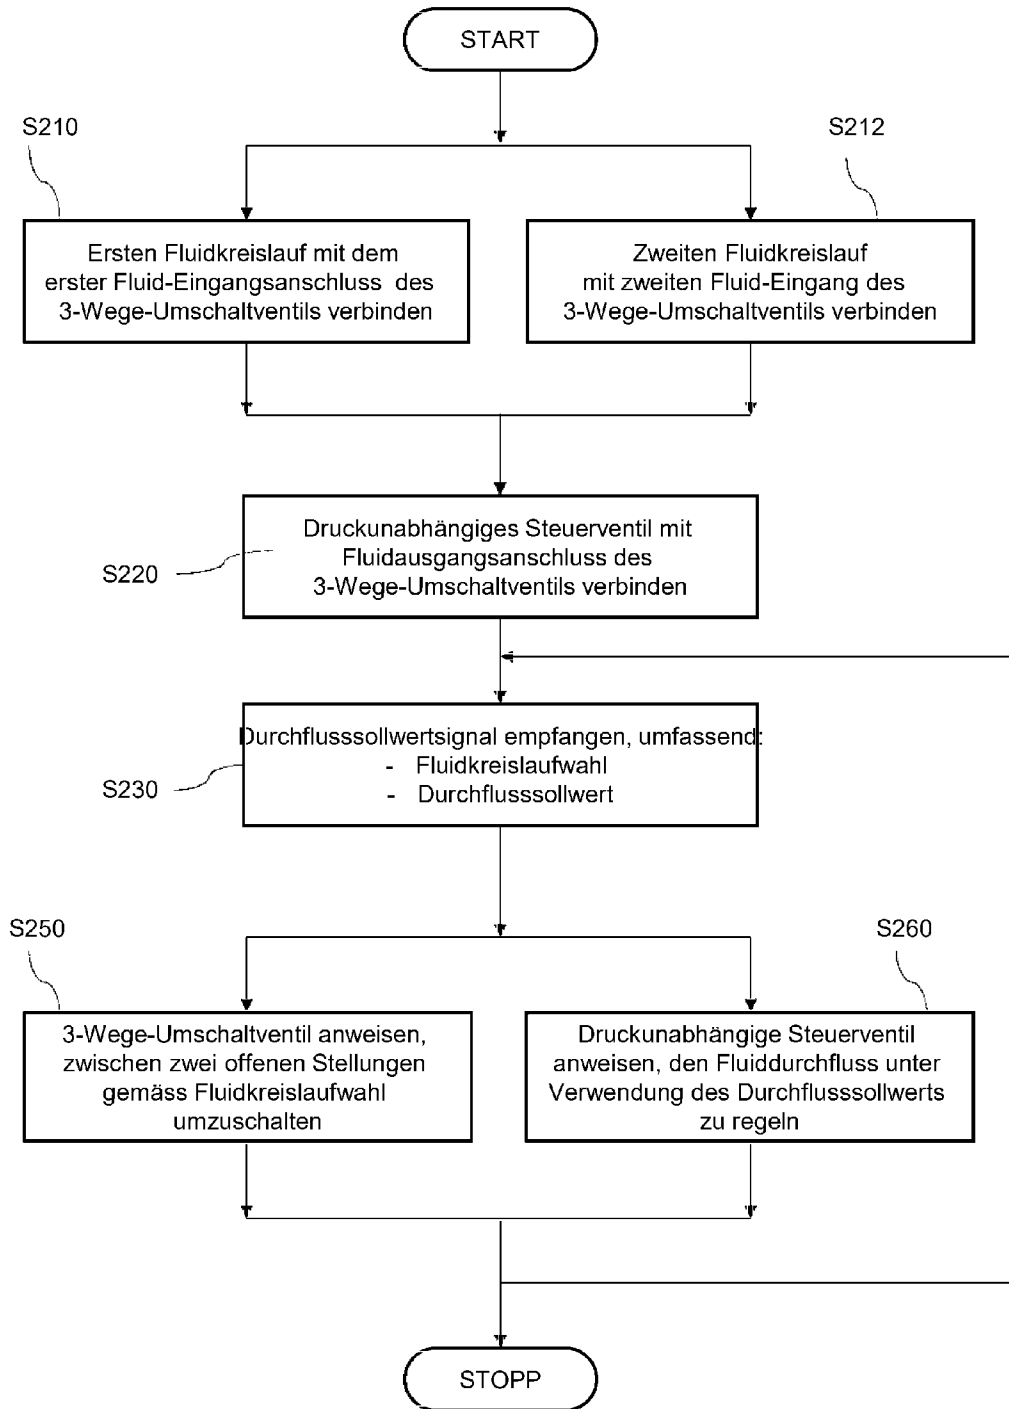 START
S210
S212
Ersten Fluidkreislauf mit dem
erster Fluid-Eingangsanschluss des
3-Wege-Umschaltventils verbinden
Zweiten Fluidkreislauf
mit zweiten Fluid-Eingang des
3-Wege-Umschaltventils verbinden
S220
Druckunabhängiges Steuerventil mit
Fluidausgangsanschluss des
3-Wege-Umschaltventils verbinden
S230
Durchflusssollwertsignal empfangen, umfassend:
- Fluidkreislaufwahl
- Durchflusssollwert
S250
S260
3-Wege-Umschaltventil anweisen,
zwischen zwei offenen Stellungen
gemäss Fluidkreislaufwahl
umzuschalten
Druckunabhängige Steuerventil
anweisen, den Fluiddurchfluss unter
Verwendung des Durchflusssollwerts
zu regeln
STOPP